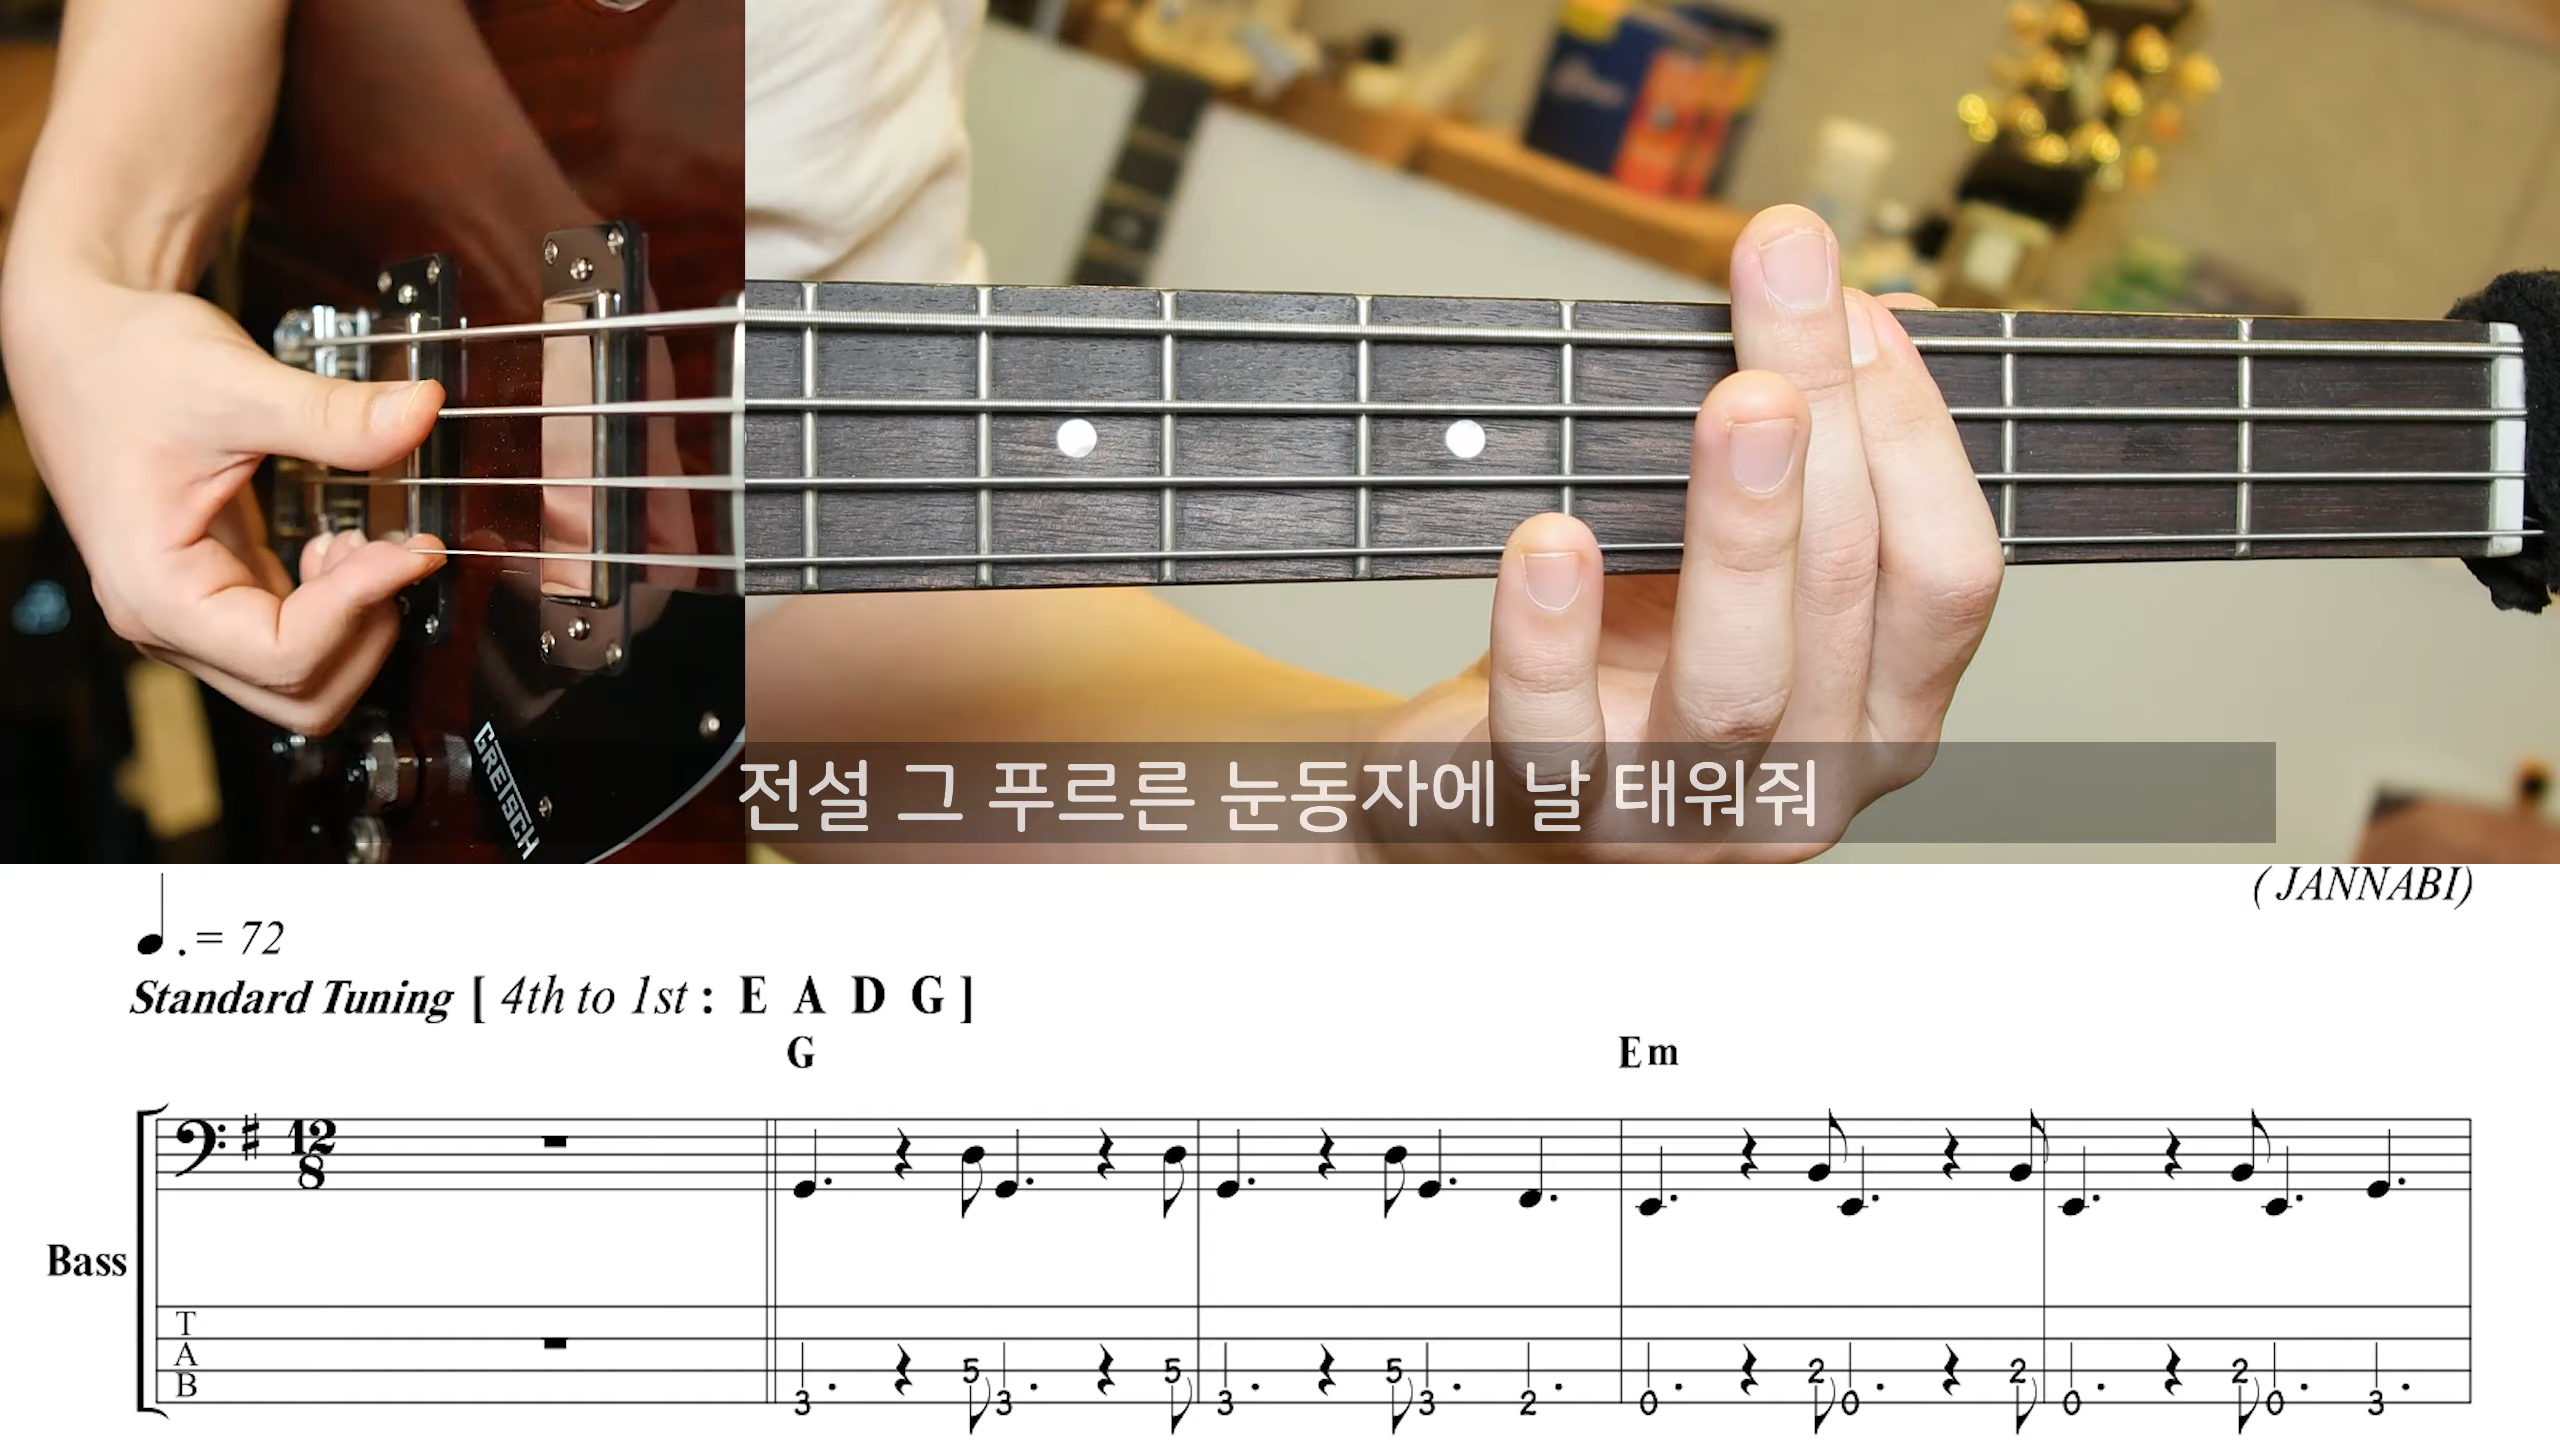 GRETSCH
전설 그 푸르른 눈동자에 날 태워줘
( JANNABI)
. = 72
Standard Tuning [ 4th to 1st : E A D G ]
G Em
12
8
Bass
T
A
B
5 5 5 2 2 2
3 3 3 3 2 0 0 0 0 3